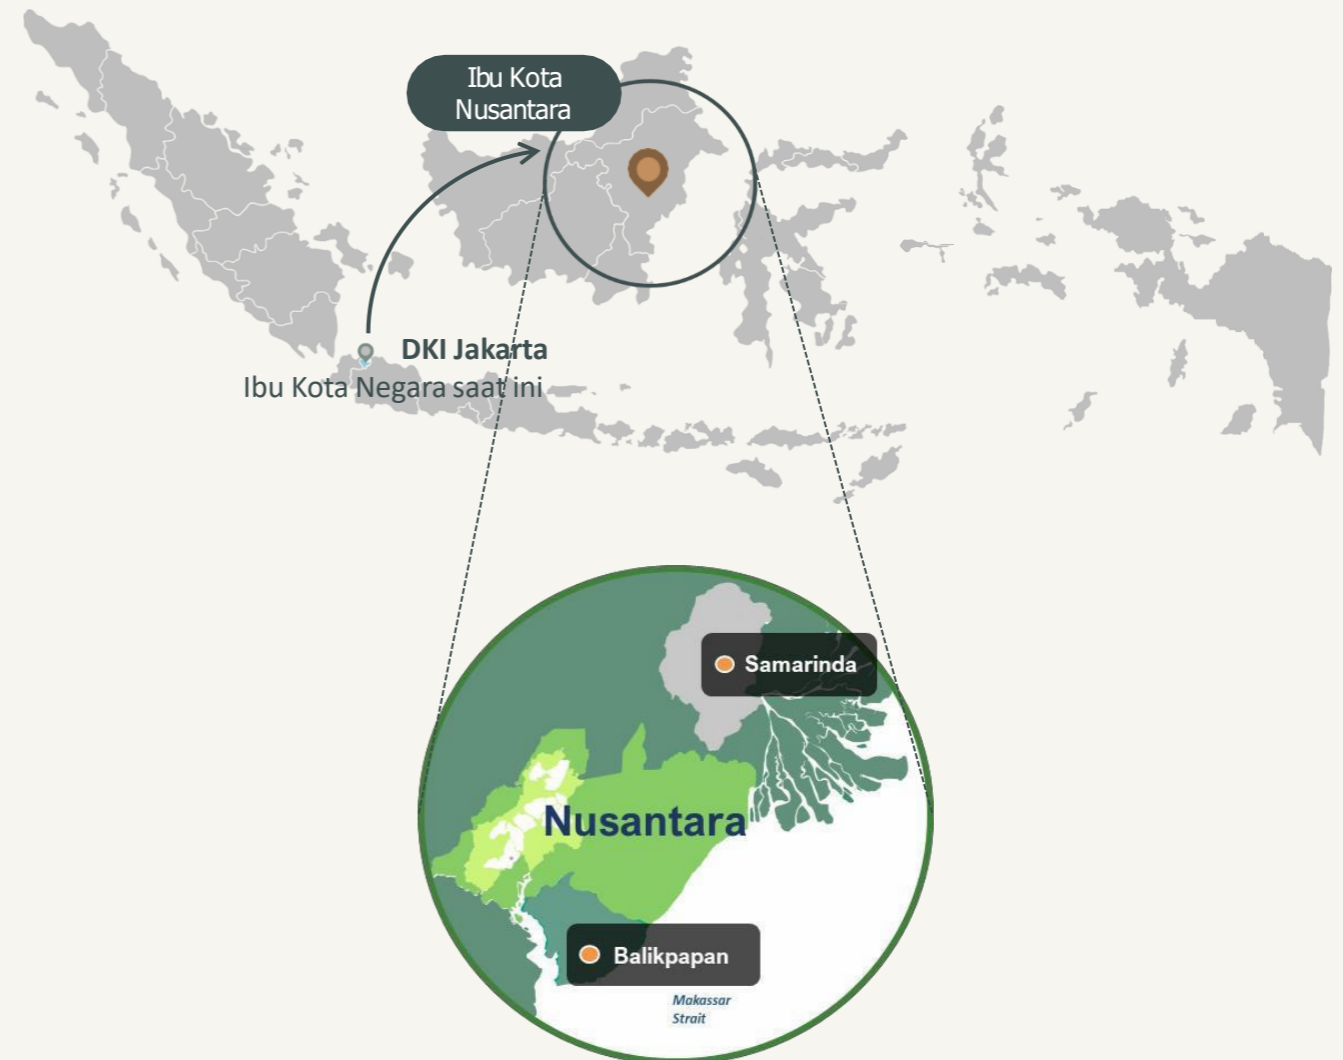 Ibu Kota
Nusantara
DKI Jakarta
Ibu Kota Negara saat ini
Samarinda
Nusantara
Balikpapan
Makassar
Strait